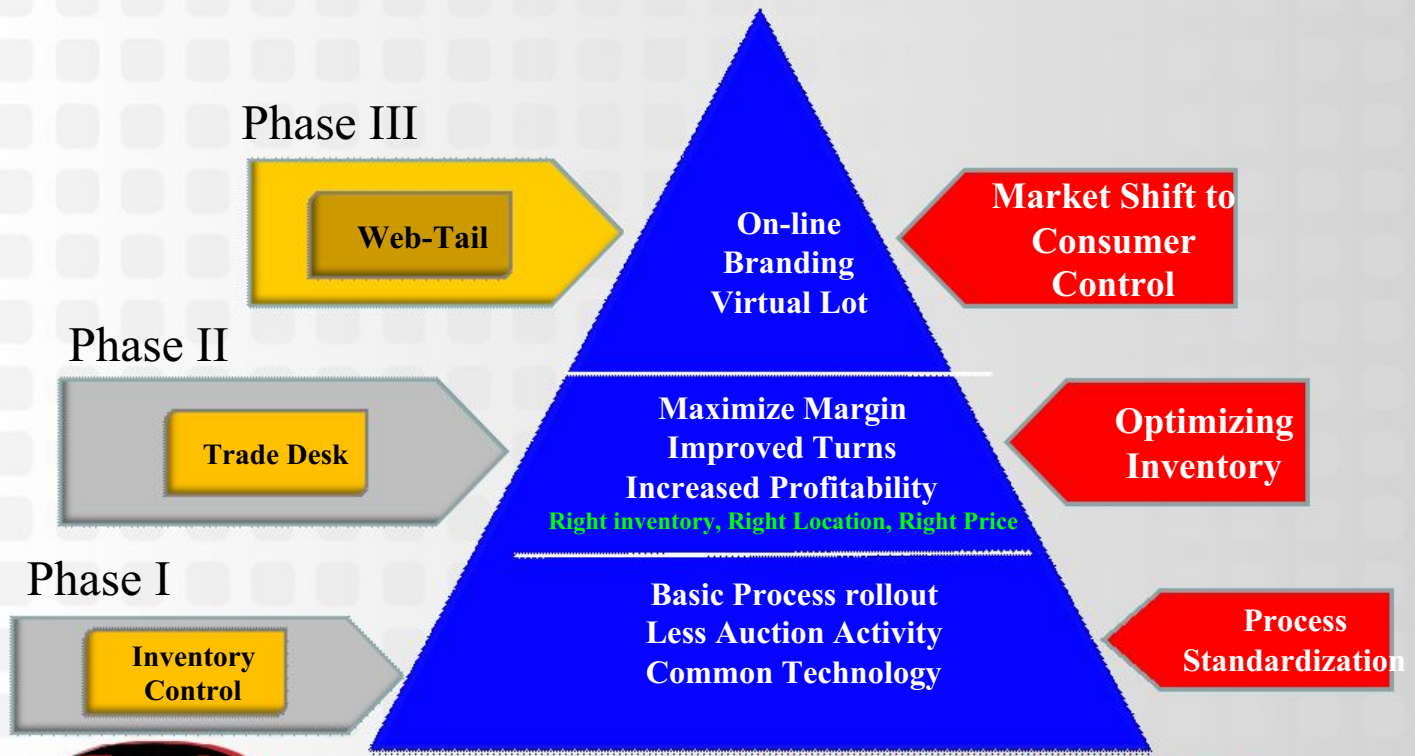 Phase III
Web-Tail
On-line
Branding
Virtual Lot
Market Shift to
Consumer
Control
Phase II
Trade Desk
Maximize Margin
Improved Turns
Increased Profitability
Right inventory, Right Location, Right Price
Optimizing
Inventory
Phase I
Inventory
Control
Basic Process rollout
Less Auction Activity
Common Technology
Process
Standardization